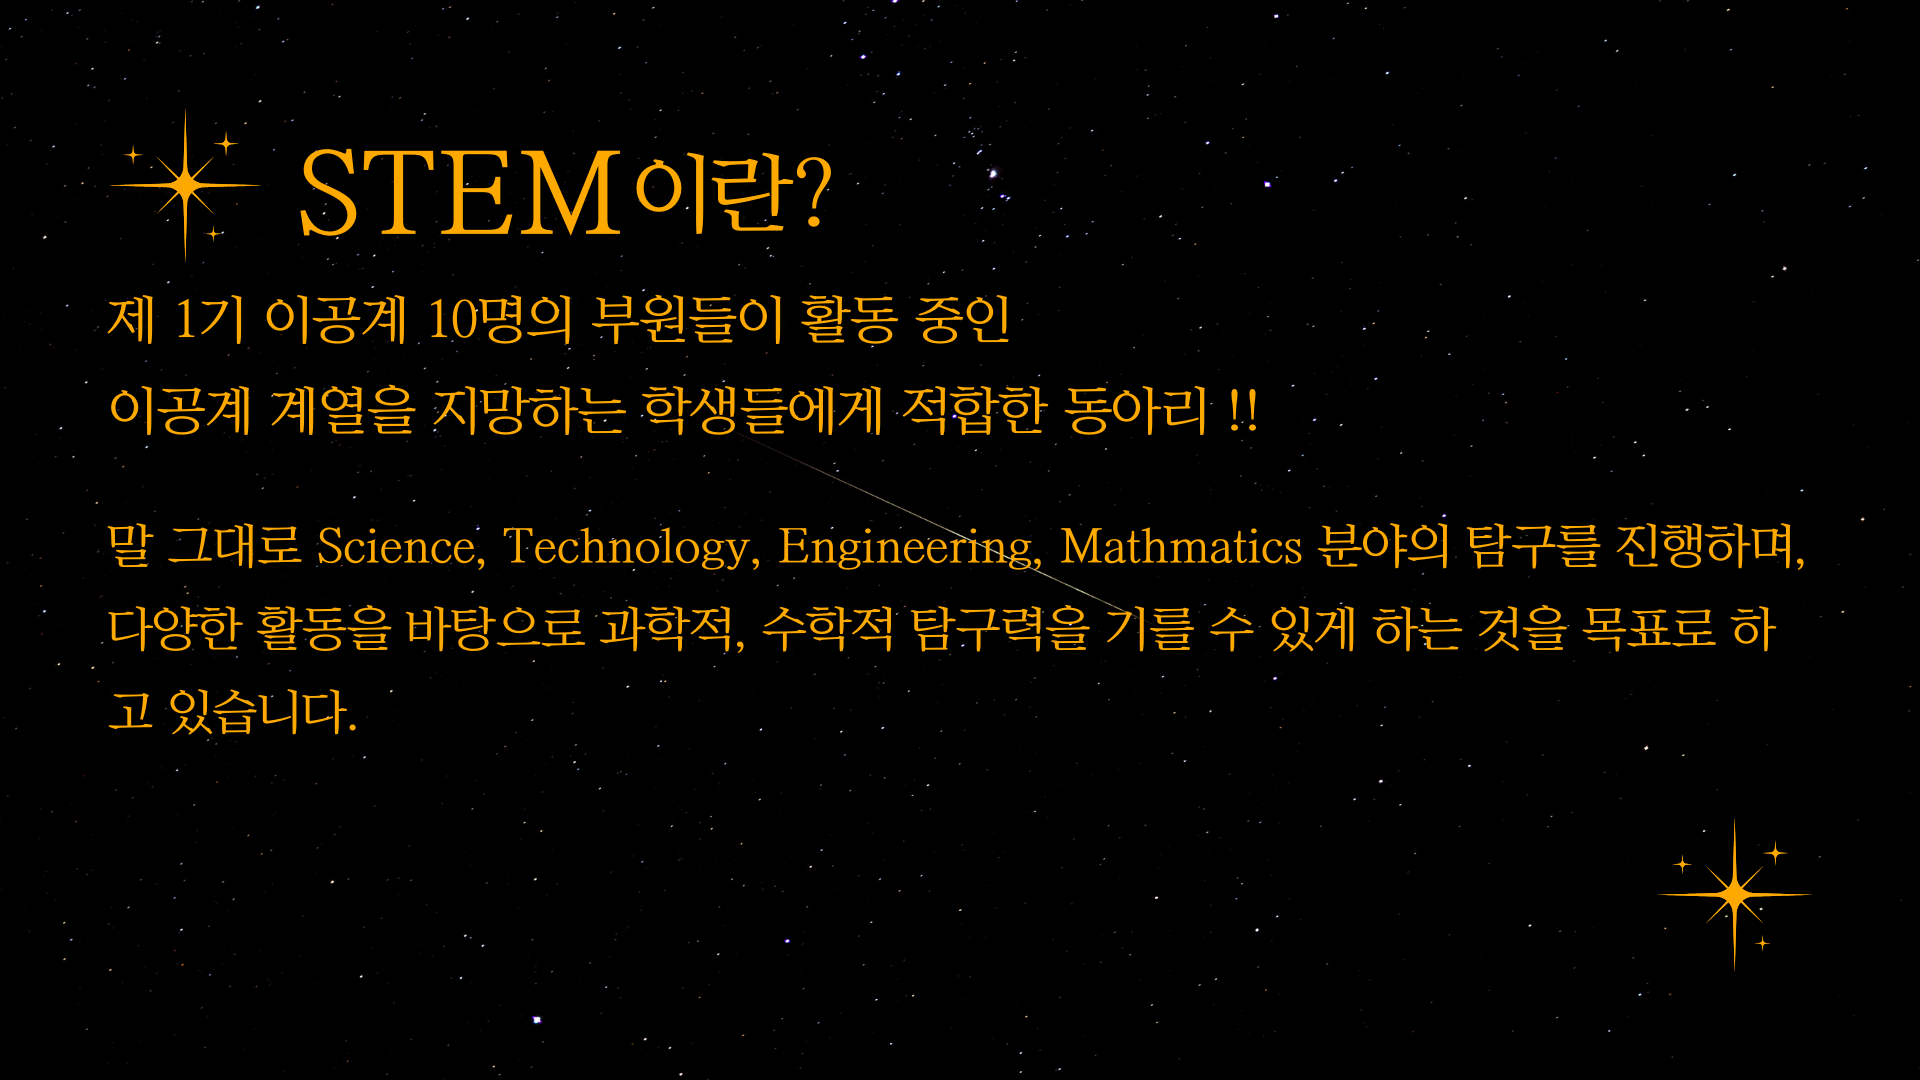 STEM이란?
제 1기 이공계 10명의 부원들이 활동 중인
이공계 계열을 지망하는 학생들에게 적합한 동아리 !!
말 그대로 Science, Technology, Engineering, Mathmatics 분야의 탐구를 진행하며,
다양한 활동을 바탕으로 과학적, 수학적 탐구력을 기를 수 있게 하는 것을 목표로 하
고 있습니다.